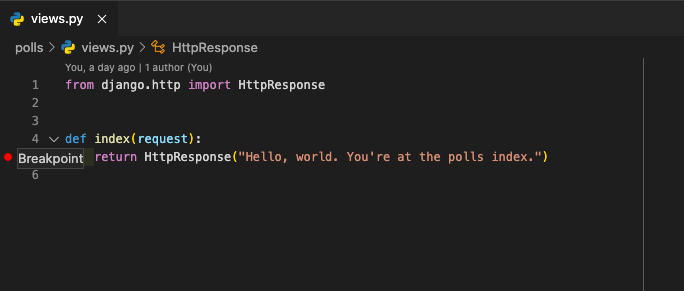 views.py
polls > views.py > HttpResponse
You, a day ago | 1 author (You)
1 from django.http import HttpResponse
2
3
4 def index(request):
Breakpoint return HttpResponse("Hello, world. You're at the polls index.")
6